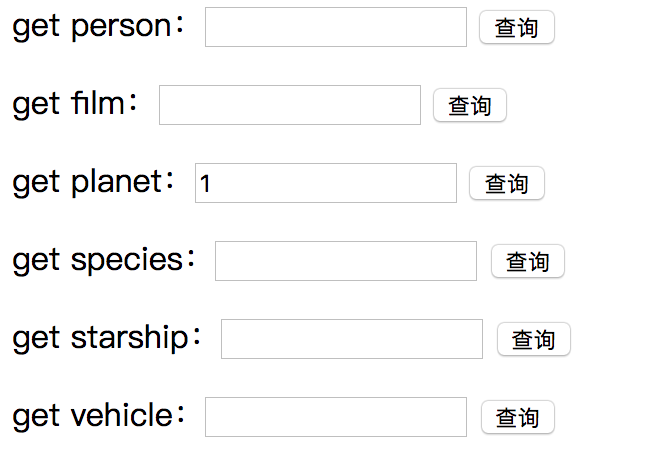 get person： 查询
get film： 查询
get planet： 1 查询
get species： 查询
get starship： 查询
get vehicle： 查询